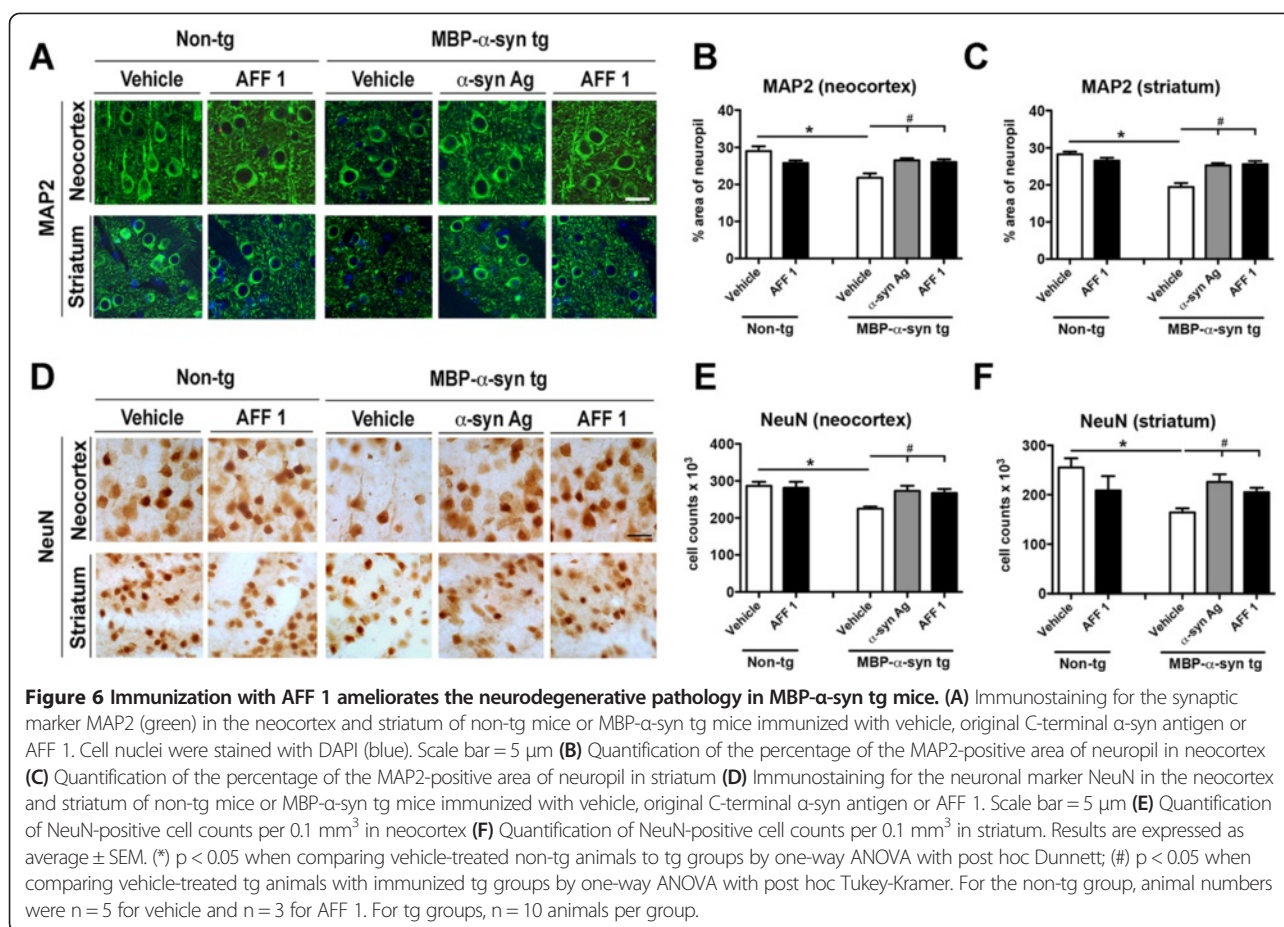 A
Non-tg
MBP-α-syn tg
Vehicle
AFF 1
Vehicle
α-syn Ag
AFF 1
MAP2
Neocortex
Striatum
B
MAP2 (neocortex)
% area of neuropil
40
30
20
10
0
*
#
Vehicle
AFF 1
Vehicle
α-syn Ag
AFF 1
Non-tg
MBP-α-syn tg
C
MAP2 (striatum)
% area of neuropil
40
30
20
10
0
*
#
Vehicle
AFF 1
Vehicle
α-syn Ag
AFF 1
Non-tg
MBP-α-syn tg
D
Non-tg
MBP-α-syn tg
Vehicle
AFF 1
Vehicle
α-syn Ag
AFF 1
NeuN
Neocortex
Striatum
E
NeuN (neocortex)
cell counts x 10³
400
300
200
100
0
*
#
Vehicle
AFF 1
Vehicle
α-syn Ag
AFF 1
Non-tg
MBP-α-syn tg
F
NeuN (striatum)
cell counts x 10³
300
200
100
0
*
#
Vehicle
AFF 1
Vehicle
α-syn Ag
AFF 1
Non-tg
MBP-α-syn tg
Figure 6 Immunization with AFF 1 ameliorates the neurodegenerative pathology in MBP-α-syn tg mice. (A) Immunostaining for the synaptic
marker MAP2 (green) in the neocortex and striatum of non-tg mice or MBP-α-syn tg mice immunized with vehicle, original C-terminal α-syn antigen or
AFF 1. Cell nuclei were stained with DAPI (blue). Scale bar = 5 μm (B) Quantification of the percentage of the MAP2-positive area of neuropil in neocortex
(C) Quantification of the percentage of the MAP2-positive area of neuropil in striatum (D) Immunostaining for the neuronal marker NeuN in the neocortex
and striatum of non-tg mice or MBP-α-syn tg mice immunized with vehicle, original C-terminal α-syn antigen or AFF 1. Scale bar = 5 μm (E) Quantification
of NeuN-positive cell counts per 0.1 mm³ in neocortex (F) Quantification of NeuN-positive cell counts per 0.1 mm³ in striatum. Results are expressed as
average ± SEM. (*) p < 0.05 when comparing vehicle-treated non-tg animals to tg groups by one-way ANOVA with post hoc Dunnett; (#) p < 0.05 when
comparing vehicle-treated tg animals with immunized tg groups by one-way ANOVA with post hoc Tukey-Kramer. For the non-tg group, animal numbers
were n = 5 for vehicle and n = 3 for AFF 1. For tg groups, n = 10 animals per group.